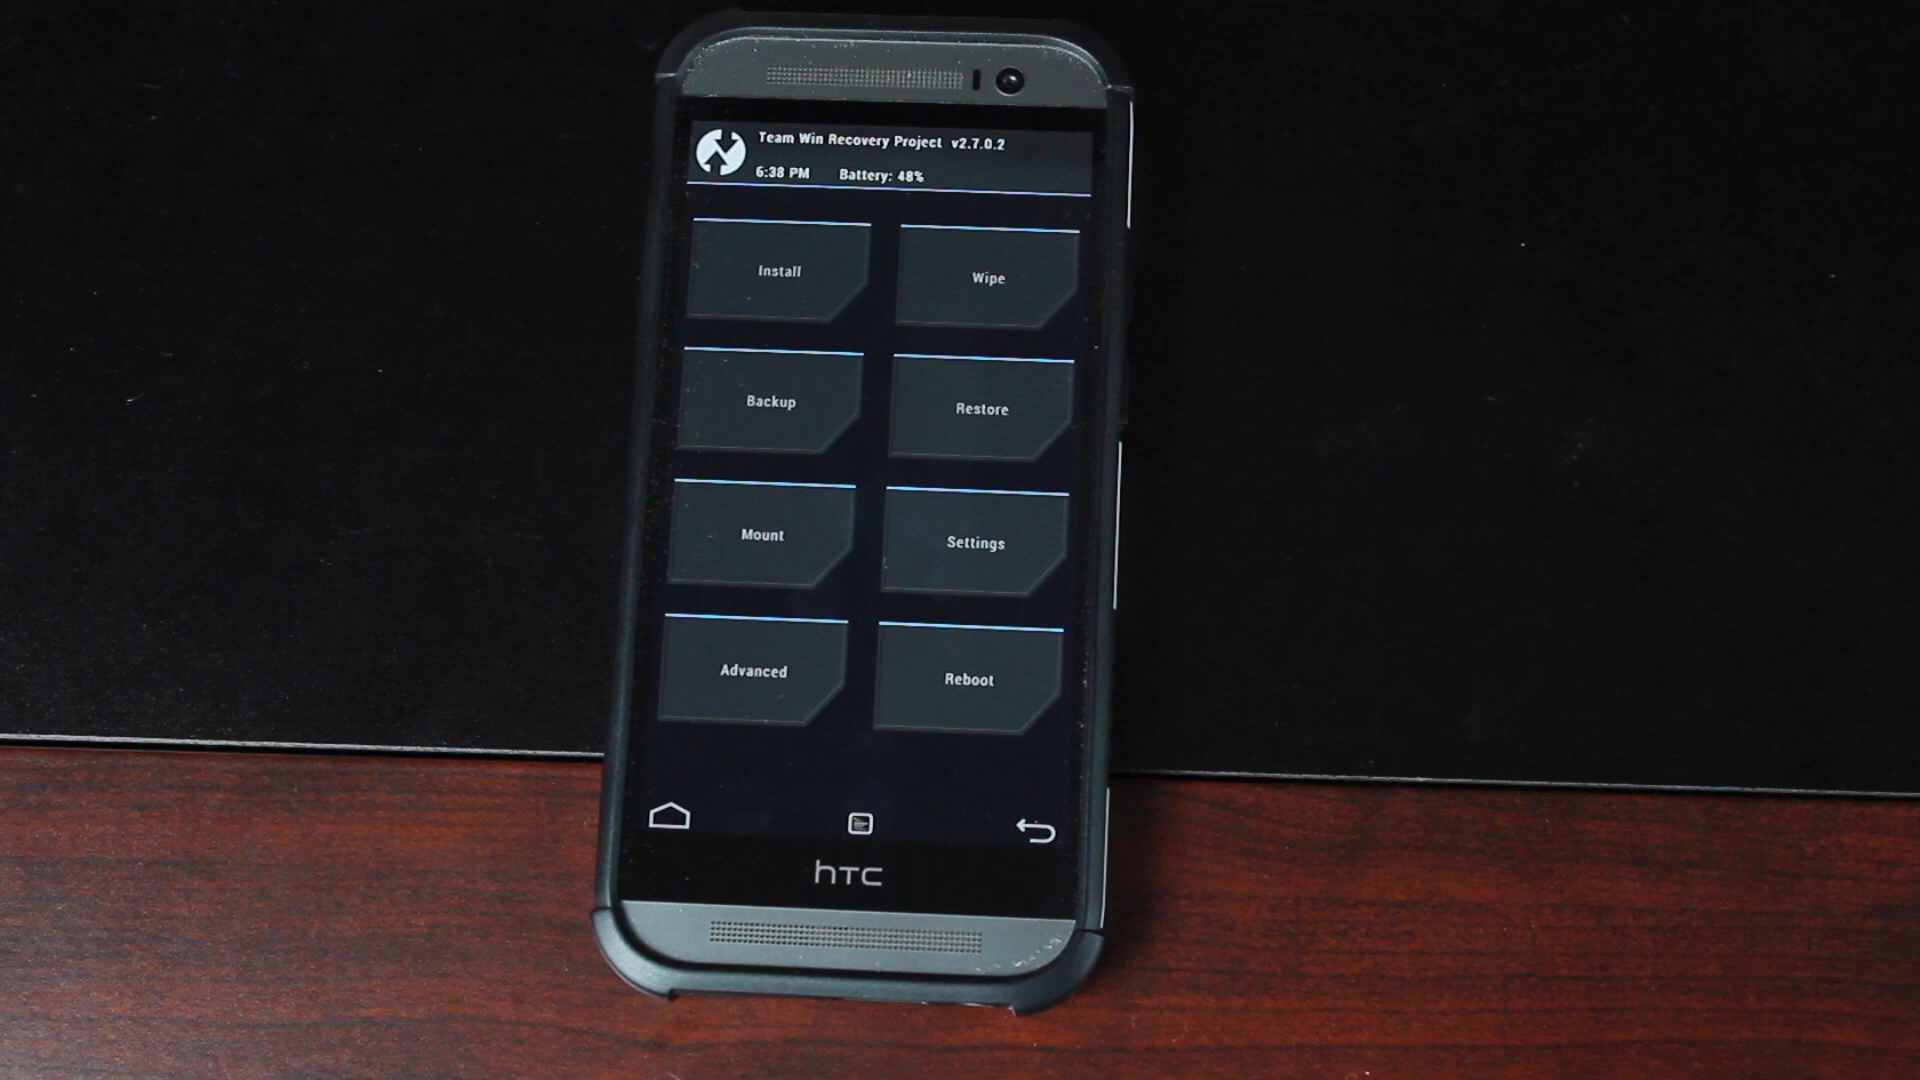 Team Win Recovery Project v2.7.0.2
6:38 PM Battery: 48%
Install
Wipe
Backup
Restore
Mount
Settings
Advanced
Reboot
hTC